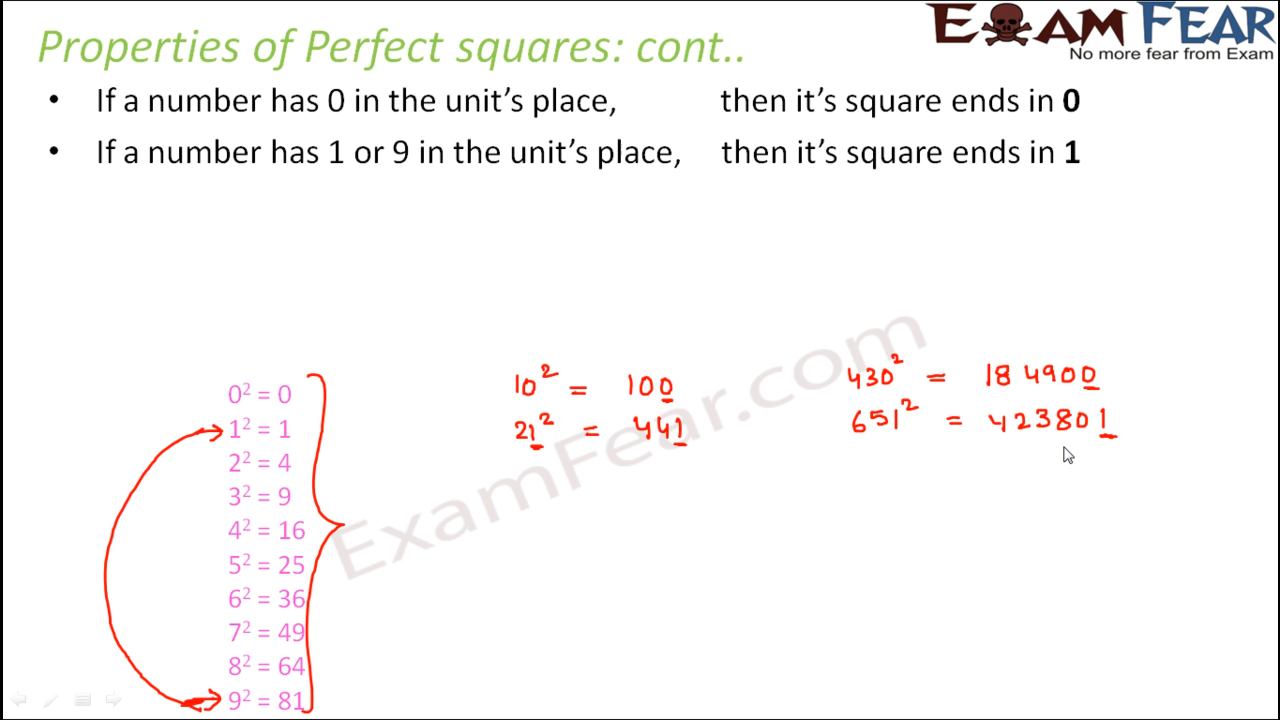 EXAM FEAR
No more fear from Exam
Properties of Perfect squares: cont..
• If a number has 0 in the unit's place, then it's square ends in 0
• If a number has 1 or 9 in the unit's place, then it's square ends in 1
0² = 0
1² = 1
2² = 4
3² = 9
4² = 16
5² = 25
6² = 36
7² = 49
8² = 64
9² = 81
10² = 100
21² = 441
430² = 184900
651² = 423801
ExamFear.com